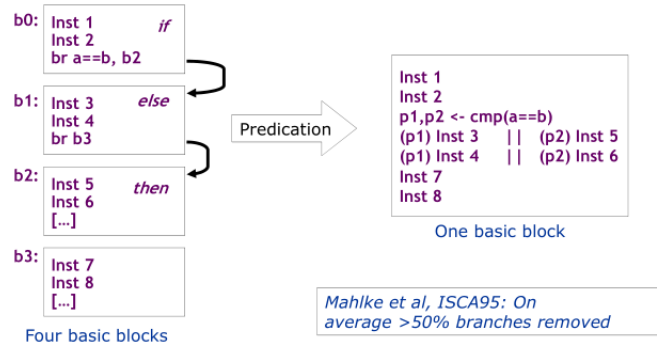 b0:
Inst 1 if
Inst 2
br a==b, b2
b1:
Inst 3 else
Inst 4
br b3
b2:
Inst 5 then
Inst 6
[...]
b3:
Inst 7
Inst 8
[...]
Four basic blocks
Predication
Inst 1
Inst 2
p1,p2 <- cmp(a==b)
(p1) Inst 3 || (p2) Inst 5
(p1) Inst 4 || (p2) Inst 6
Inst 7
Inst 8
One basic block
Mahlke et al, ISCA95: On
average >50% branches removed